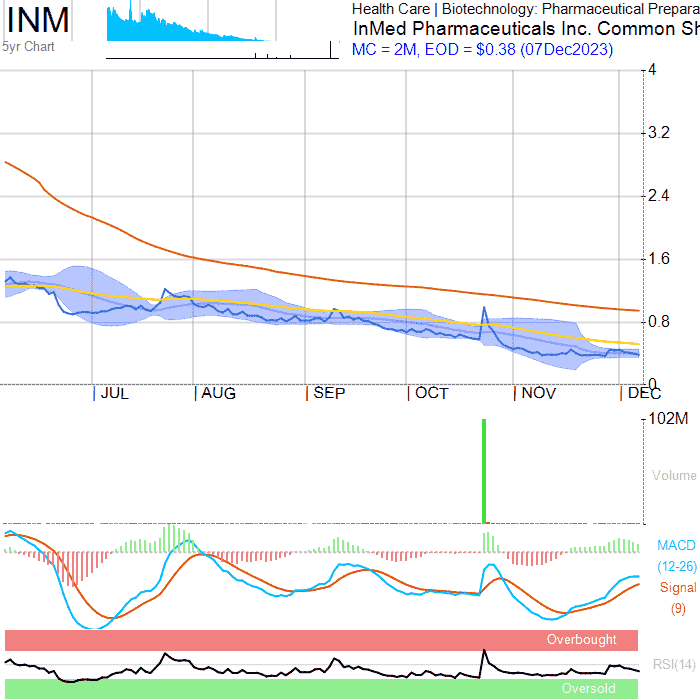 INM
5yr Chart
Health Care | Biotechnology: Pharmaceutical Prepara
InMed Pharmaceuticals Inc. Common Sh
MC = 2M, EOD = $0.38 (07Dec2023)
4
3.2
2.4
1.6
0.8
0
JUL AUG SEP OCT NOV DEC
102M
Volume
MACD
(12-26)
Signal
(9)
Overbought
RSI(14)
Oversold